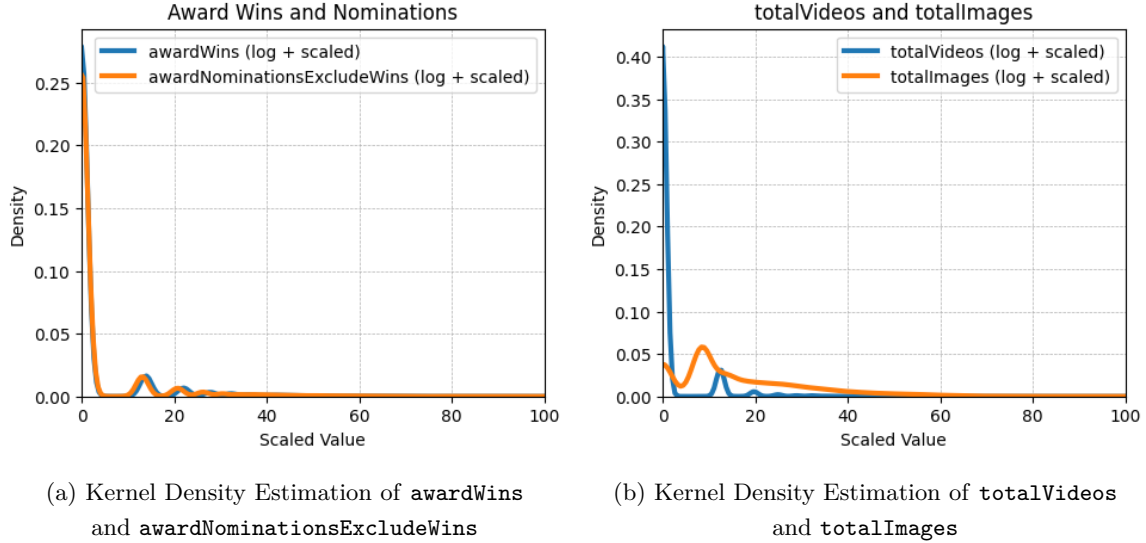 Award Wins and Nominations
awardWins (log + scaled)
awardNominationsExcludeWins (log + scaled)
0.25
0.20
0.15
0.10
0.05
0.00
Density
0 20 40 60 80 100
Scaled Value
totalVideos and totalImages
totalVideos (log + scaled)
totalImages (log + scaled)
0.40
0.35
0.30
0.25
0.20
0.15
0.10
0.05
0.00
Density
0 20 40 60 80 100
Scaled Value
(a) Kernel Density Estimation of awardWins
and awardNominationsExcludeWins
(b) Kernel Density Estimation of totalVideos
and totalImages